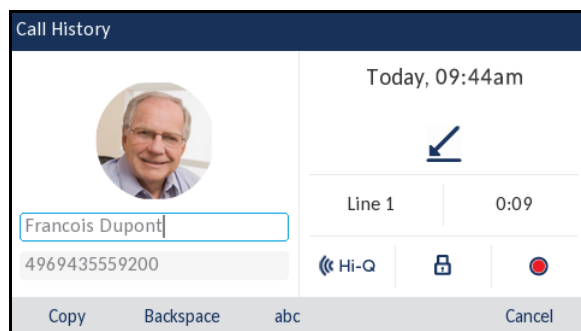 Call History
Today, 09:44am
Line 1 0:09
Francois Dupont
4969435559200
Hi-Q
Copy Backspace abc Cancel